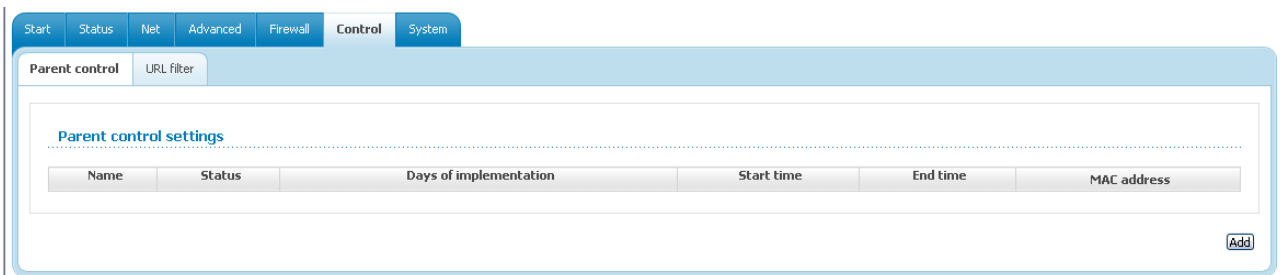 Start Status Net Advanced Firewall Control System
Parent control URL filter
Parent control settings
Name Status Days of implementation Start time End time MAC address
Add